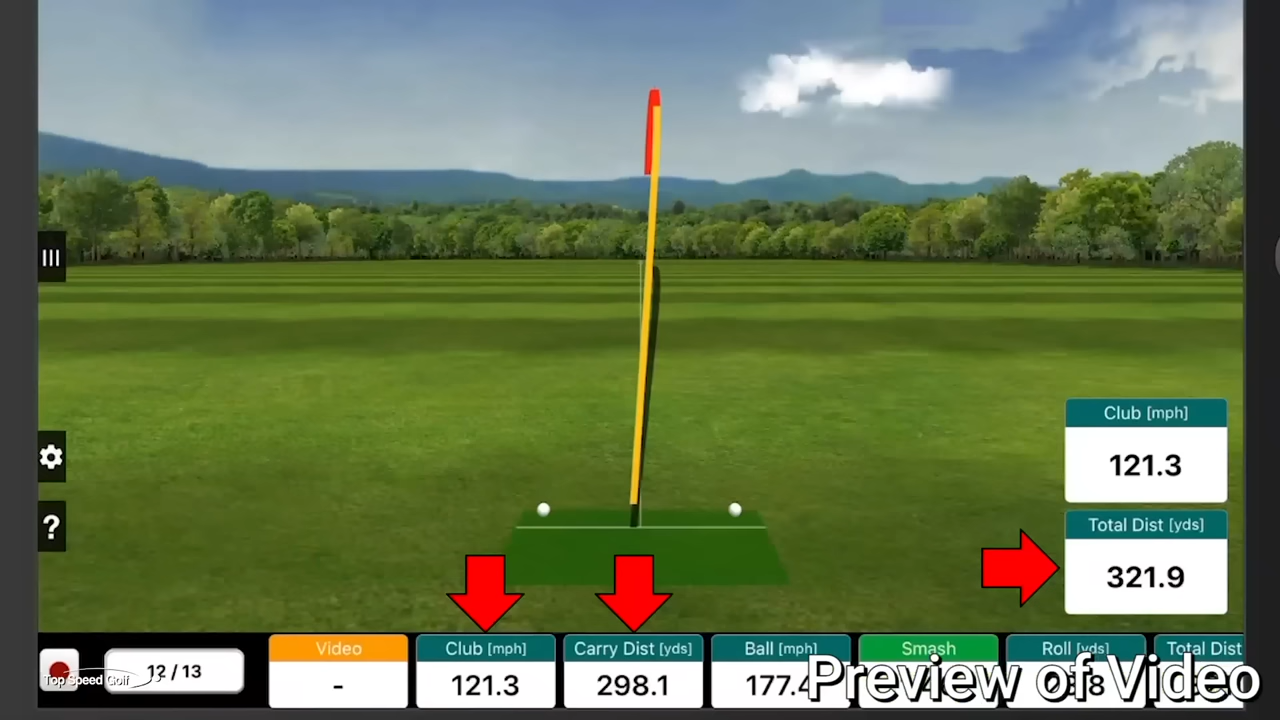 Club [mph]
121.3
Total Dist [yds]
321.9
?
12 / 13
Top Speed Golf
Video
-
Club [mph]
121.3
Carry Dist [yds]
298.1
Ball [mph]
Smash
Roll [yds]
Total Dist
Preview of Video